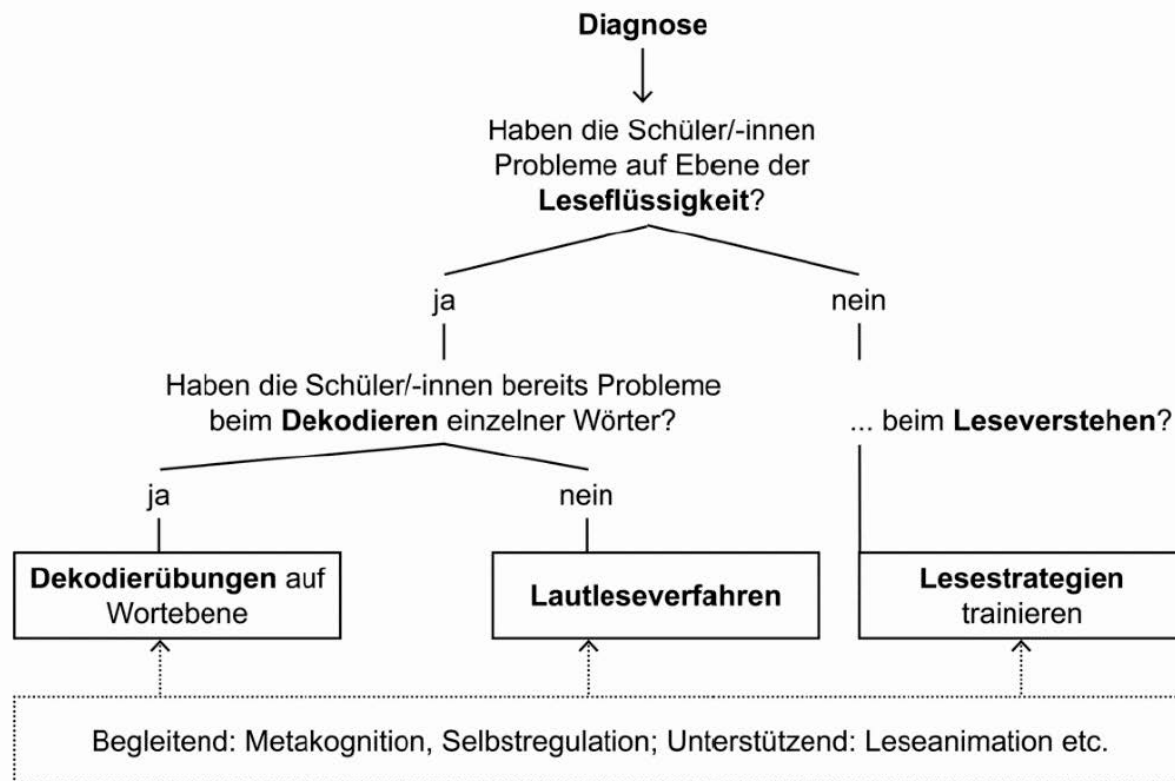 Diagnose
Haben die Schüler/-innen
Probleme auf Ebene der
Leseflüssigkeit?
ja
nein
Haben die Schüler/-innen bereits Probleme
beim Dekodieren einzelner Wörter?
... beim Leseverstehen?
ja
nein
Dekodierübungen auf
Wortebene
Lautleseverfahren
Lesestrategien
trainieren
Begleitend: Metakognition, Selbstregulation; Unterstützend: Leseanimation etc.